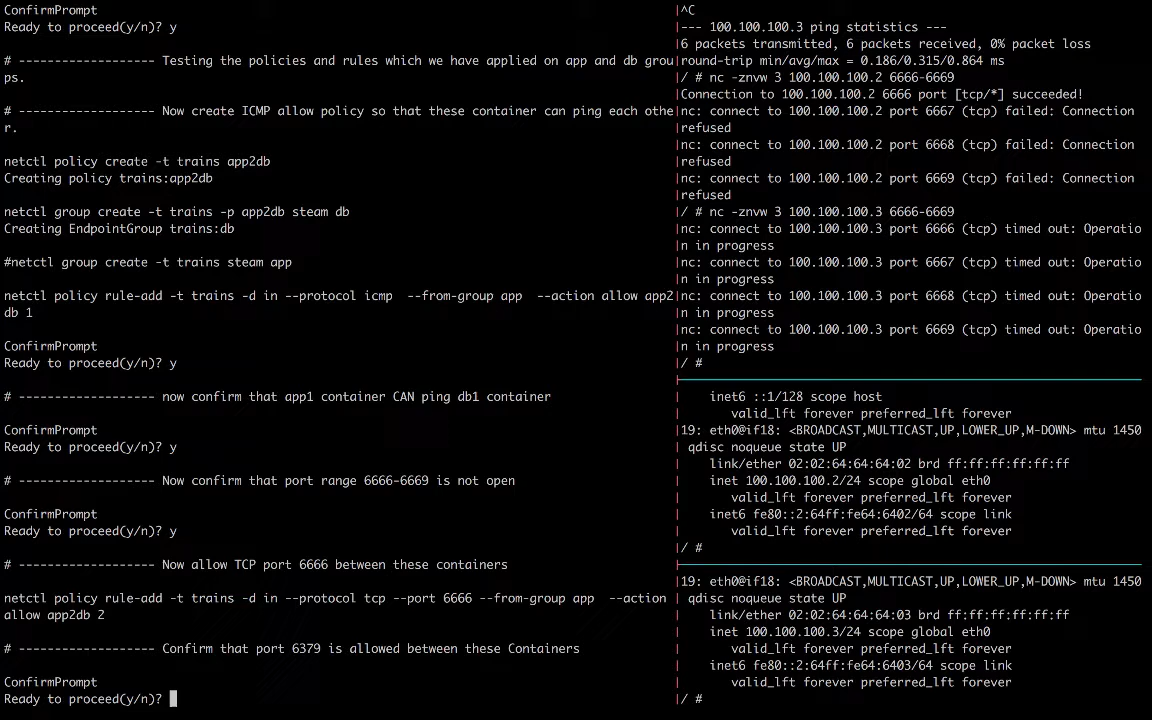 ConfirmPrompt
Ready to proceed(y/n)? y
# ------------------ Testing the policies and rules which we have applied on app and db grou
ps.
# ------------------ Now create ICMP allow policy so that these container can ping each othe
r.
netctl policy create -t trains app2db
Creating policy trains:app2db
netctl group create -t trains -p app2db steam db
Creating EndpointGroup trains:db
#netctl group create -t trains steam app
netctl policy rule-add -t trains -d in --protocol icmp  --from-group app  --action allow app2
db 1
ConfirmPrompt
Ready to proceed(y/n)? y
# ------------------ now confirm that app1 container CAN ping db1 container
ConfirmPrompt
Ready to proceed(y/n)? y
# ------------------ Now confirm that port range 6666-6669 is not open
ConfirmPrompt
Ready to proceed(y/n)? y
# ------------------ Now allow TCP port 6666 between these containers
netctl policy rule-add -t trains -d in --protocol tcp --port 6666 --from-group app  --action
allow app2db 2
# ------------------ Confirm that port 6379 is allowed between these Containers
ConfirmPrompt
Ready to proceed(y/n)?
^C
--- 100.100.100.3 ping statistics ---
6 packets transmitted, 6 packets received, 0% packet loss
round-trip min/avg/max = 0.186/0.315/0.864 ms
/ # nc -znvw 3 100.100.100.2 6666-6669
Connection to 100.100.100.2 6666 port [tcp/*] succeeded!
nc: connect to 100.100.100.2 port 6667 (tcp) failed: Connection
refused
nc: connect to 100.100.100.2 port 6668 (tcp) failed: Connection
refused
nc: connect to 100.100.100.2 port 6669 (tcp) failed: Connection
refused
/ # nc -znvw 3 100.100.100.3 6666-6669
nc: connect to 100.100.100.3 port 6666 (tcp) timed out: Operatio
n in progress
nc: connect to 100.100.100.3 port 6667 (tcp) timed out: Operatio
n in progress
nc: connect to 100.100.100.3 port 6668 (tcp) timed out: Operatio
n in progress
nc: connect to 100.100.100.3 port 6669 (tcp) timed out: Operatio
n in progress
/ #
inet6 ::1/128 scope host
valid_lft forever preferred_lft forever
19: eth0@if18: <BROADCAST,MULTICAST,UP,LOWER_UP,M-DOWN> mtu 1450
qdisc noqueue state UP
link/ether 02:02:64:64:64:02 brd ff:ff:ff:ff:ff:ff
inet 100.100.100.2/24 scope global eth0
valid_lft forever preferred_lft forever
inet6 fe80::2:64ff:fe64:6402/64 scope link
valid_lft forever preferred_lft forever
/ #
19: eth0@if18: <BROADCAST,MULTICAST,UP,LOWER_UP,M-DOWN> mtu 1450
qdisc noqueue state UP
link/ether 02:02:64:64:64:03 brd ff:ff:ff:ff:ff:ff
inet 100.100.100.3/24 scope global eth0
valid_lft forever preferred_lft forever
inet6 fe80::2:64ff:fe64:6403/64 scope link
valid_lft forever preferred_lft forever
/ #